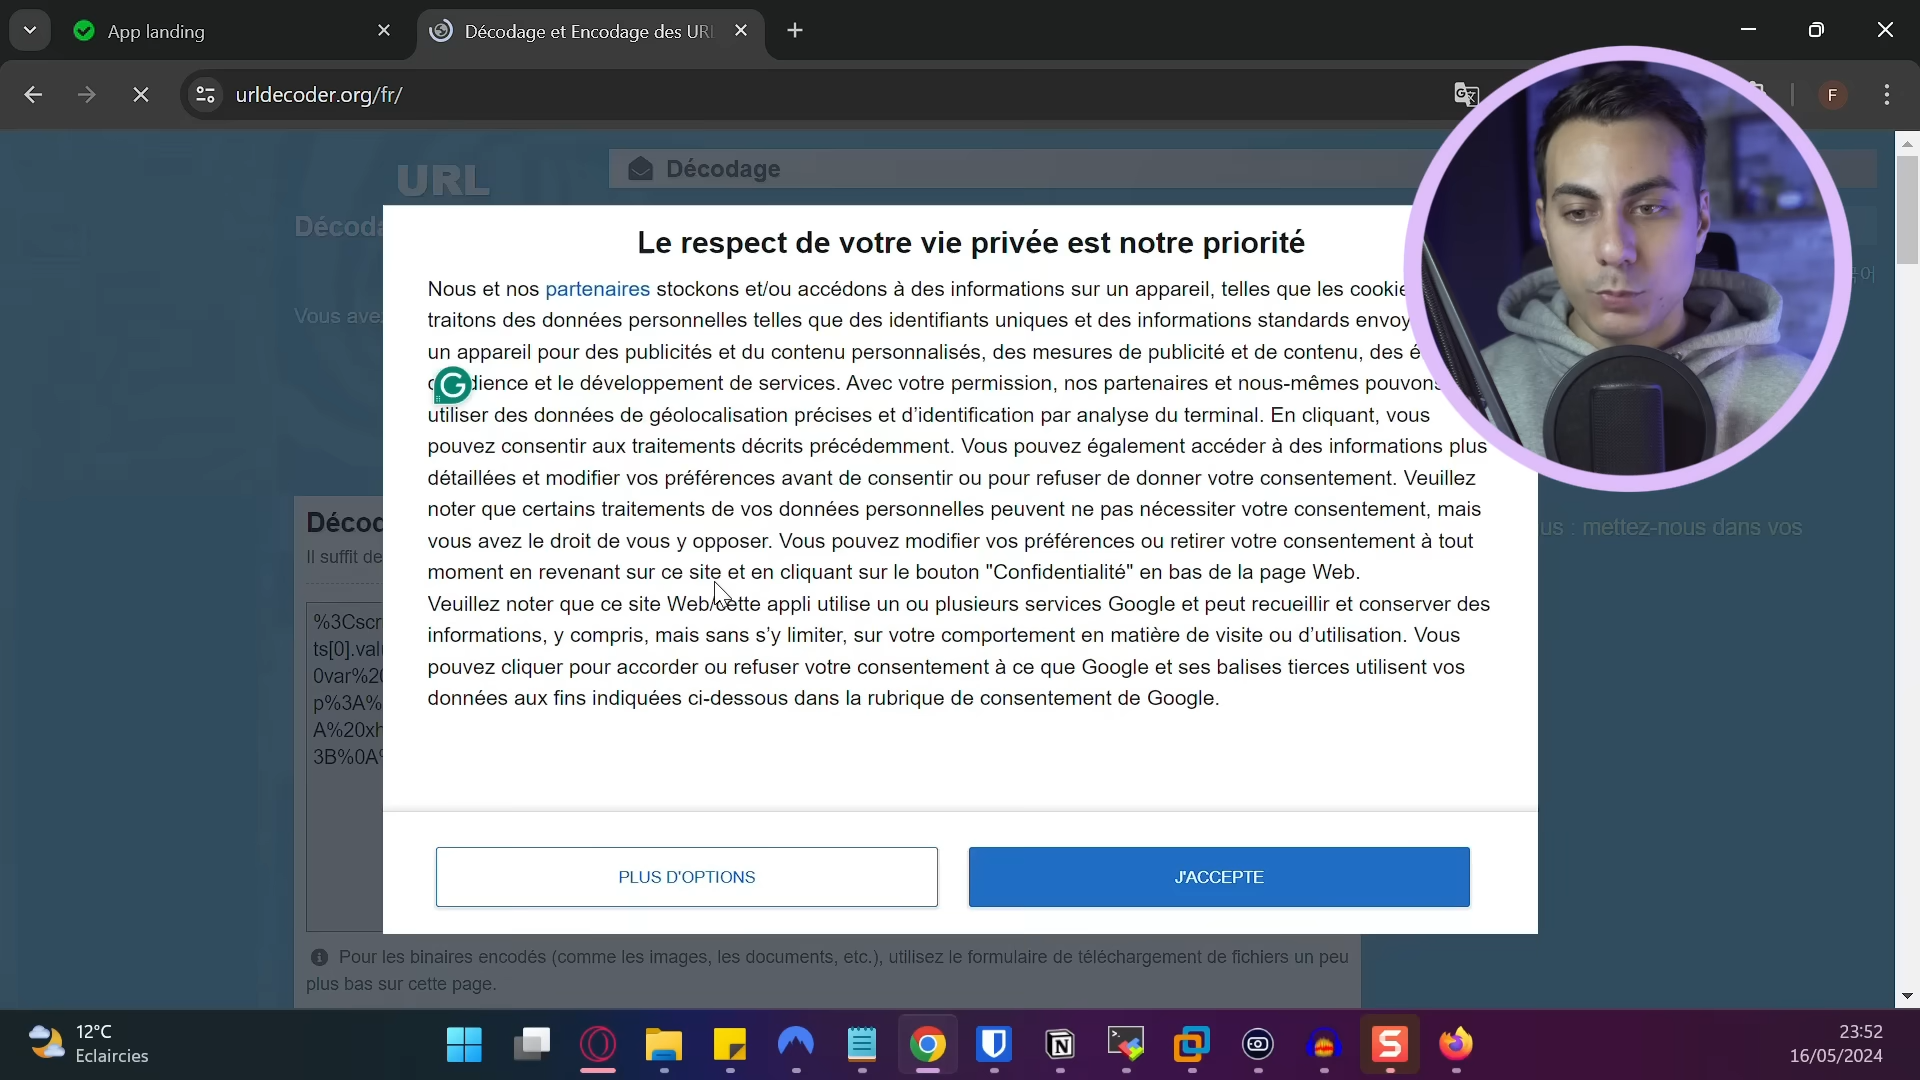 App landing
Décodage et Encodage des URL
urldecoder.org/fr/
F
URL
Décodage
Le respect de votre vie privée est notre priorité
Nous et nos partenaires stockons et/ou accédons à des informations sur un appareil, telles que les
traitons des données personnelles telles que des identifiants uniques et des informations standards
un appareil pour des publicités et du contenu personnalisés, des mesures de publicité et de contenu, des
et le développement de services. Avec votre permission, nos partenaires et nous-mêmes pouvons
utiliser des données de géolocalisation précises et d’identification par analyse du terminal. En cliquant, vous
pouvez consentir aux traitements décrits précédemment. Vous pouvez également accéder à des informations plus
détaillées et modifier vos préférences avant de consentir ou pour refuser de donner votre consentement. Veuillez
noter que certains traitements de vos données personnelles peuvent ne pas nécessiter votre consentement, mais
vous avez le droit de vous y opposer. Vous pouvez modifier vos préférences ou retirer votre consentement à tout
moment en revenant sur ce site et en cliquant sur le bouton "Confidentialité" en bas de la page Web.
Veuillez noter que ce site Web/cette appli utilise un ou plusieurs services Google et peut recueillir et conserver des
informations, y compris, mais sans s’y limiter, sur votre comportement en matière de visite ou d’utilisation. Vous
pouvez cliquer pour accorder ou refuser votre consentement à ce que Google et ses balises tierces utilisent vos
données aux fins indiquées ci-dessous dans la rubrique de consentement de Google.
Vous
us : mettez-nous dans vos
Décod
Il suffit de
%3Cscr
ts[0].val
0var%20
p%3A%
A%20xh
3B%0A%
PLUS D'OPTIONS
J'ACCEPTE
Pour les binaires encodés (comme les images, les documents, etc.), utilisez le formulaire de téléchargement de fichiers un peu
plus bas sur cette page.
12°C
Eclaircies
23:52
16/05/2024